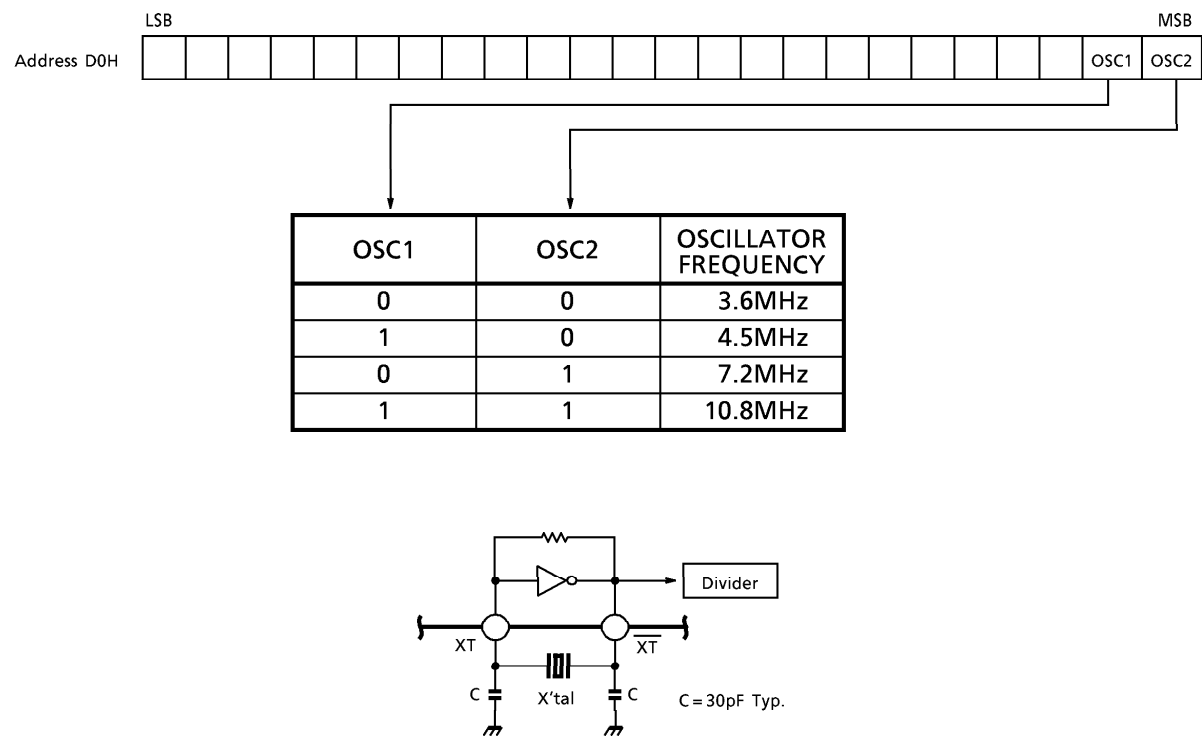 LSB MSB
Address D0H OSC1 OSC2
OSC1 OSC2 OSCILLATOR FREQUENCY
0 0 3.6MHz
1 0 4.5MHz
0 1 7.2MHz
1 1 10.8MHz
Divider
XT X̅T̅
C X'tal C C=30pF Typ.